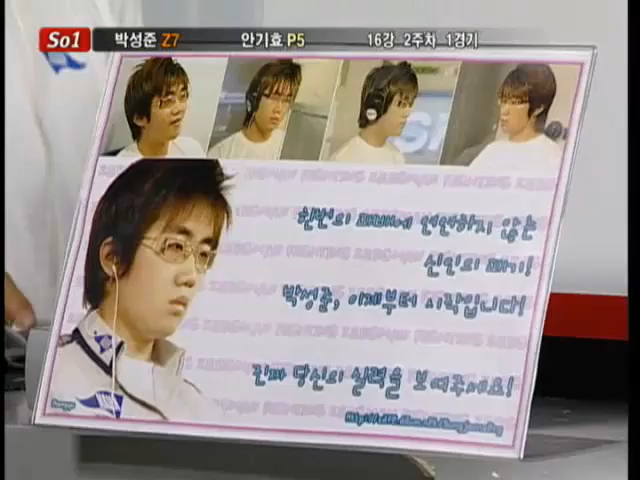 So1 박성준 Z7 안기효 P5 16강 2주차 1경기
한번의 패배에 연연하지 않는
신인의 패기!
박성준, 이제부터 시작입니다!
진짜 당신의 실력을 보여주세요!